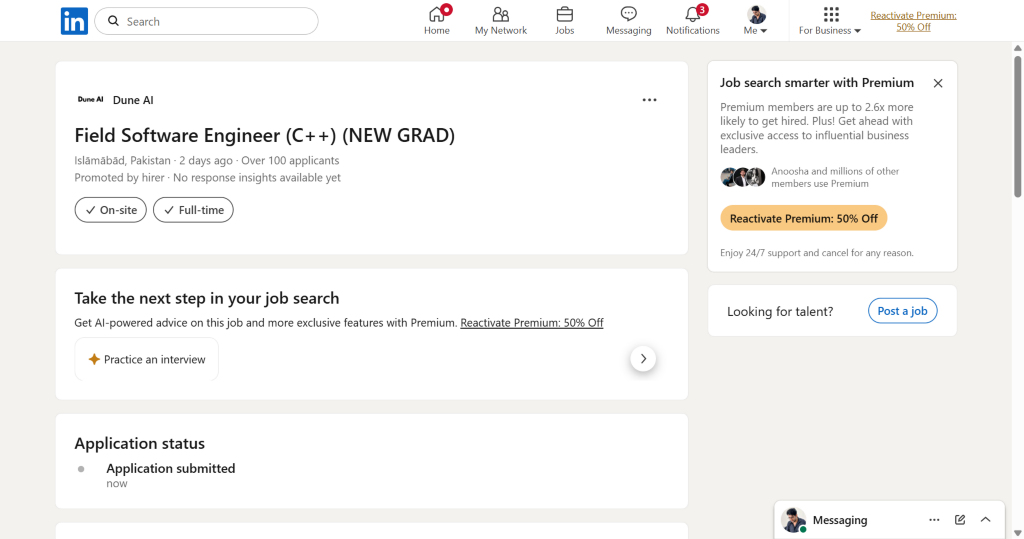 in
Search
Home
My Network
Jobs
Messaging
3
Notifications
Me
For Business
Reactivate Premium:
50% Off
Dune AI
Dune AI
Field Software Engineer (C++) (NEW GRAD)
Islāmābād, Pakistan · 2 days ago · Over 100 applicants
Promoted by hirer · No response insights available yet
On-site
Full-time
Take the next step in your job search
Get AI-powered advice on this job and more exclusive features with Premium. Reactivate Premium: 50% Off
Practice an interview
Application status
Application submitted
now
Job search smarter with Premium
Premium members are up to 2.6x more
likely to get hired. Plus! Get ahead with
exclusive access to influential business
leaders.
Anoosha and millions of other
members use Premium
Reactivate Premium: 50% Off
Enjoy 24/7 support and cancel for any reason.
Looking for talent?
Post a job
Messaging